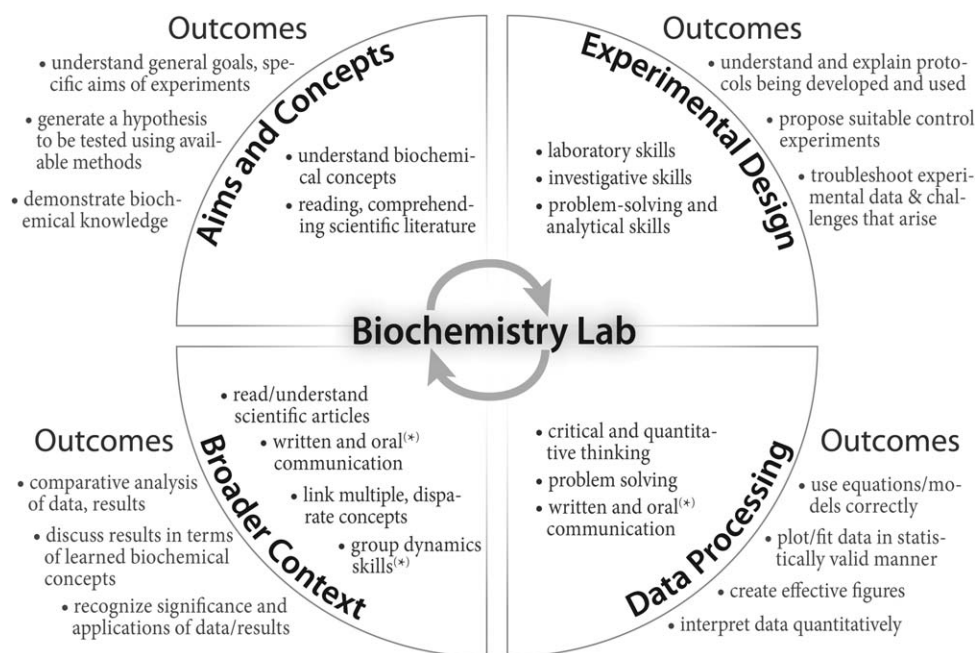 Outcomes
• understand general goals, spe-
cific aims of experiments
• generate a hypothesis
to be tested using avail-
able methods
• demonstrate bioch-
emical knowledge
Aims and Concepts
• understand biochemi-
cal concepts
• reading, comprehend-
ing scientific literature
Experimental Design
• laboratory skills
• investigative skills
• problem-solving and
analytical skills
Outcomes
• understand and explain proto-
cols being developed and used
• propose suitable control
experiments
• troubleshoot experi-
mental data & chal-
lenges that arise
Biochemistry Lab
Outcomes
• comparative analysis
of data, results
• discuss results in terms
of learned biochemical
concepts
• recognize significance and
applications of data/results
Broader Context
• read/understand
scientific articles
• written and oral(*)
communication
• link multiple, dispa-
rate concepts
• group dynamics
skills(*)
• critical and quantita-
tive thinking
• problem solving
• written and oral(*)
communication
Data Processing
Outcomes
• use equations/mo-
dels correctly
• plot/fit data in statis-
tically valid manner
• create effective figures
• interpret data quantitatively